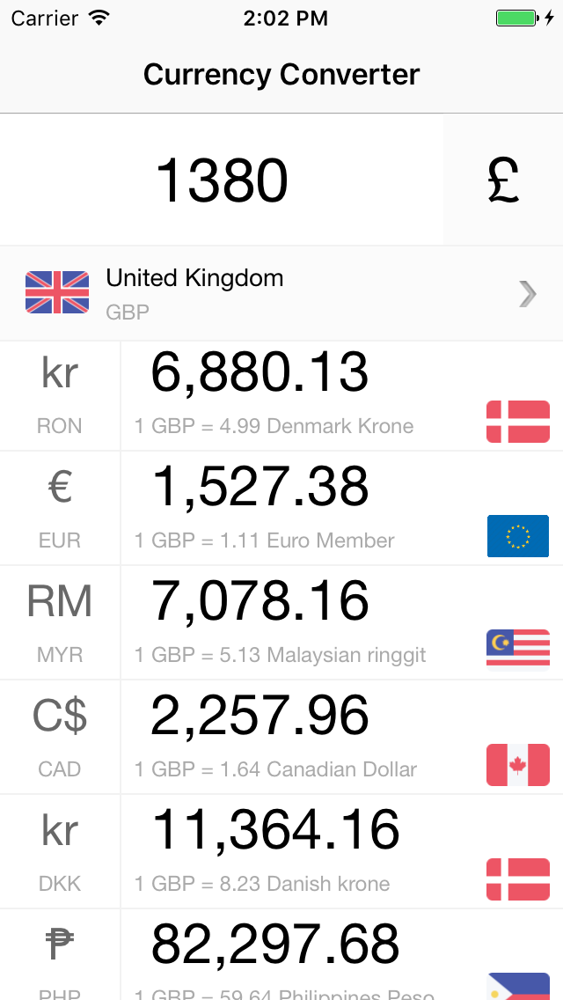 Carrier 2:02 PM
Currency Converter
1380 £
United Kingdom
GBP
kr 6,880.13
RON 1 GBP = 4.99 Denmark Krone
€ 1,527.38
EUR 1 GBP = 1.11 Euro Member
RM 7,078.16
MYR 1 GBP = 5.13 Malaysian ringgit
C$ 2,257.96
CAD 1 GBP = 1.64 Canadian Dollar
kr 11,364.16
DKK 1 GBP = 8.23 Danish krone
₱ 82,297.68
PHP 1 GBP = 59.64 Philippines Peso